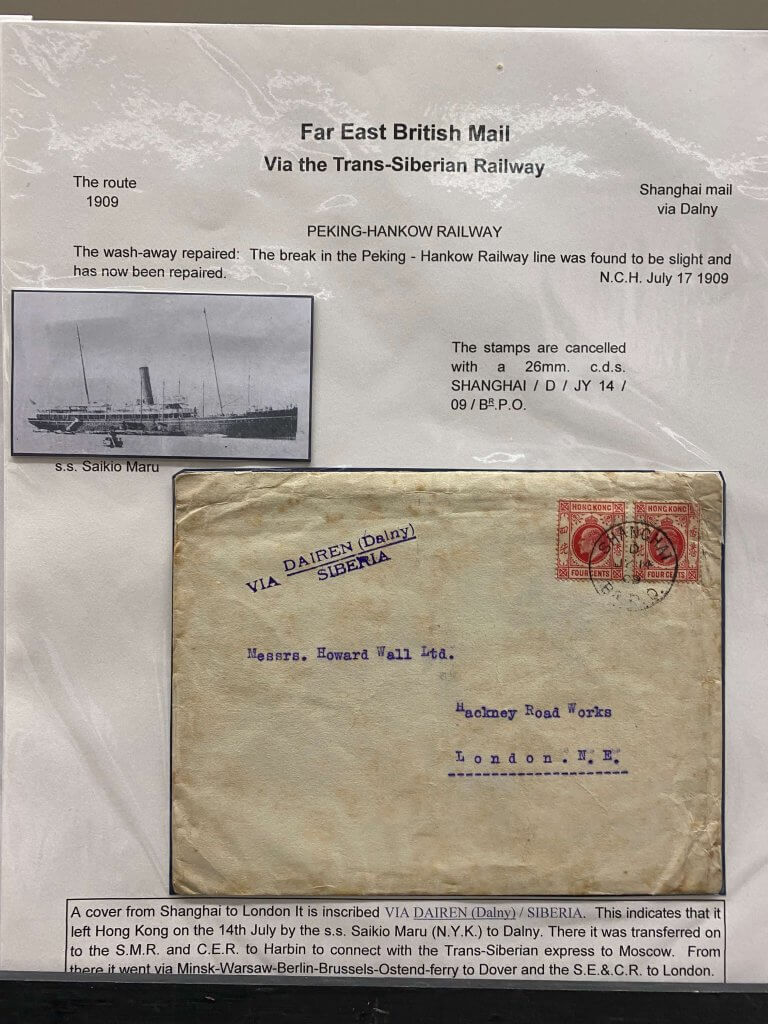 Far East British Mail
Via the Trans-Siberian Railway
The route
1909
Shanghai mail
via Dalny
PEKING-HANKOW RAILWAY
The wash-away repaired: The break in the Peking - Hankow Railway line was found to be slight and
has now been repaired.
N.C.H. July 17 1909
The stamps are cancelled
with a 26mm. c.d.s.
SHANGHAI / D / JY 14 /
09 / BR.P.O.
s.s. Saikio Maru
VIA DAIREN (Dalny)
SIBERIA
HONGKONG
FOUR CENTS
HONGKONG
FOUR CENTS
SHANGHAI
D
JY 14
09
BR.P.O.
Messrs. Howard Wall Ltd.
Hackney Road Works
London. N. E.
A cover from Shanghai to London It is inscribed VIA DAIREN (Dalny) / SIBERIA. This indicates that it
left Hong Kong on the 14th July by the s.s. Saikio Maru (N.Y.K.) to Dalny. There it was transferred on
to the S.M.R. and C.E.R. to Harbin to connect with the Trans-Siberian express to Moscow. From
there it went via Minsk-Warsaw-Berlin-Brussels-Ostend-ferry to Dover and the S.E.&C.R. to London.